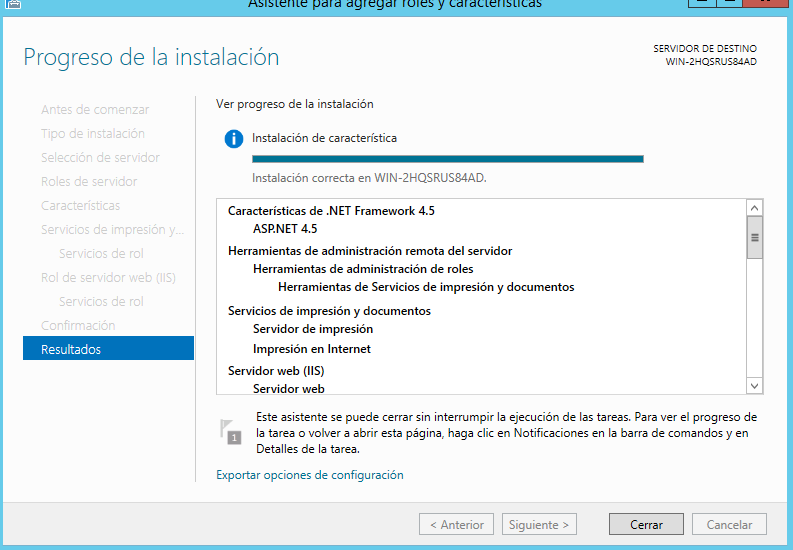 Asistente para agregar roles y características
Progreso de la instalación
SERVIDOR DE DESTINO
WIN-2HQSRUS84AD
Antes de comenzar
Tipo de instalación
Selección de servidor
Roles de servidor
Características
Servicios de impresión y...
Servicios de rol
Rol de servidor web (IIS)
Servicios de rol
Confirmación
Resultados
Ver progreso de la instalación
Instalación de característica
Instalación correcta en WIN-2HQSRUS84AD.
Características de .NET Framework 4.5
ASP.NET 4.5
Herramientas de administración remota del servidor
Herramientas de administración de roles
Herramientas de Servicios de impresión y documentos
Servicios de impresión y documentos
Servidor de impresión
Impresión en Internet
Servidor web (IIS)
Servidor web
1
Este asistente se puede cerrar sin interrumpir la ejecución de las tareas. Para ver el progreso de
la tarea o volver a abrir esta página, haga clic en Notificaciones en la barra de comandos y en
Detalles de la tarea.
Exportar opciones de configuración
< Anterior
Siguiente >
Cerrar
Cancelar